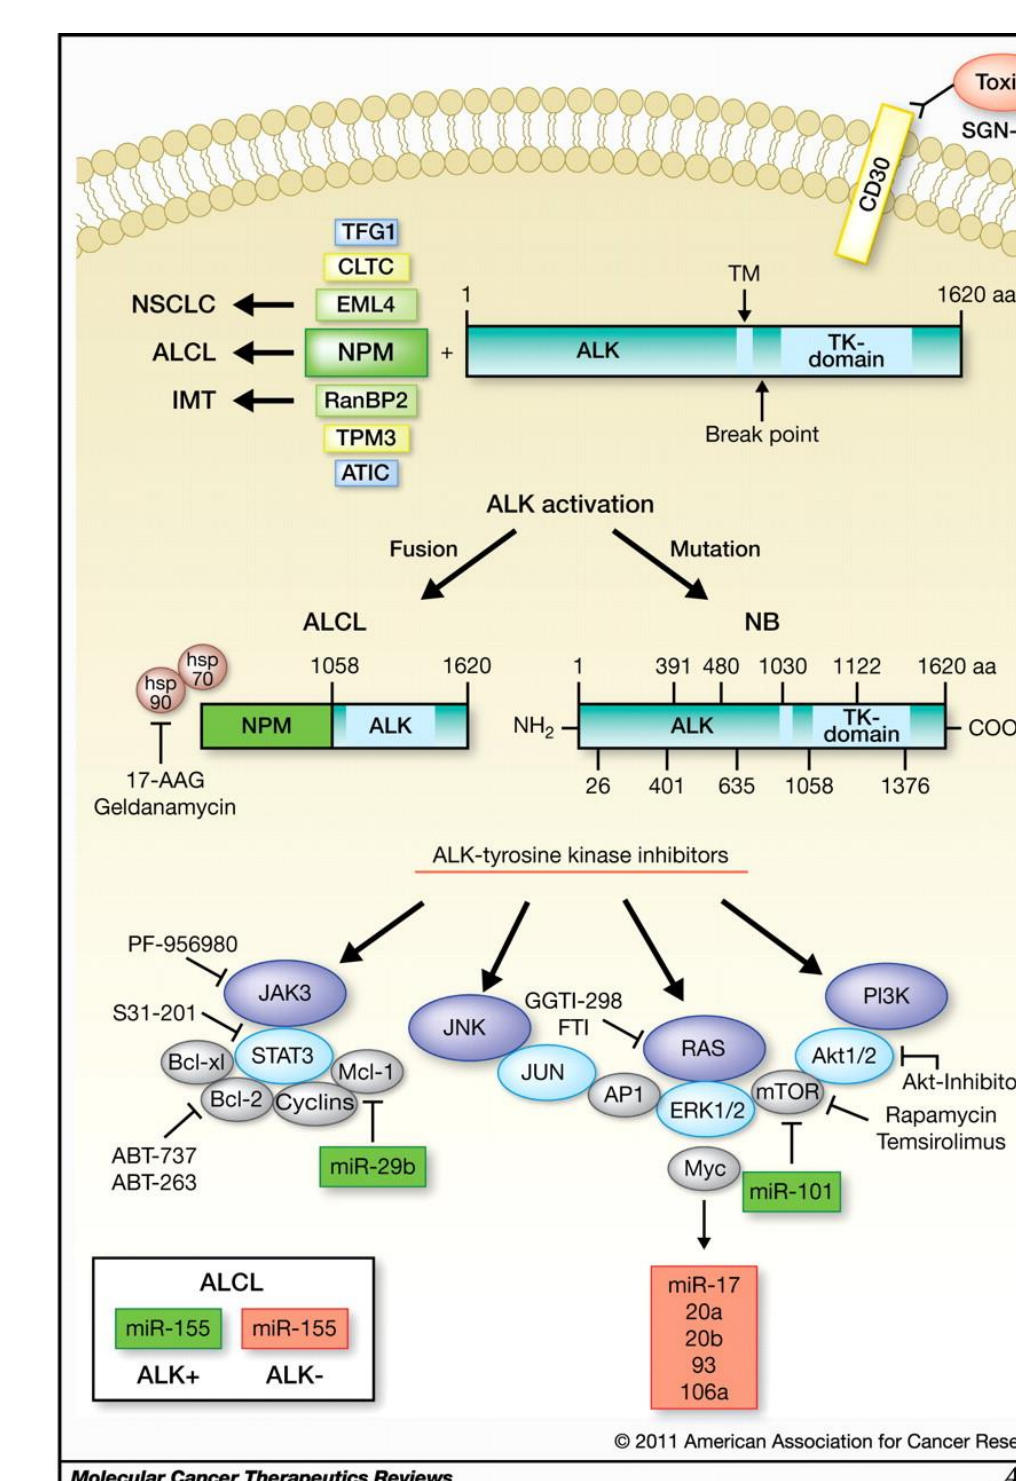 Toxi
SGN-
CD30
TFG1
CLTC
NSCLC
EML4
ALCL
NPM
+
IMT
RanBP2
TPM3
ATIC
TM
1
1620 aa
ALK
TK-
domain
Break point
ALK activation
Fusion
Mutation
ALCL
NB
hsp
70
hsp
90
1058
1620
NPM
ALK
17-AAG
Geldanamycin
1
391
480
1030
1122
1620 aa
NH2
ALK
TK-
domain
COO
26
401
635
1058
1376
ALK-tyrosine kinase inhibitors
PF-956980
JAK3
S31-201
STAT3
Bcl-xl
Mcl-1
Bcl-2
Cyclins
ABT-737
ABT-263
miR-29b
JNK
JUN
AP1
GGTI-298
FTI
RAS
ERK1/2
Myc
PI3K
Akt1/2
mTOR
Akt-Inhibito
Rapamycin
Temsirolimus
miR-101
miR-17
20a
20b
93
106a
ALCL
miR-155
miR-155
ALK+
ALK-
© 2011 American Association for Cancer Rese
Molecular Cancer Therapeutics Reviews